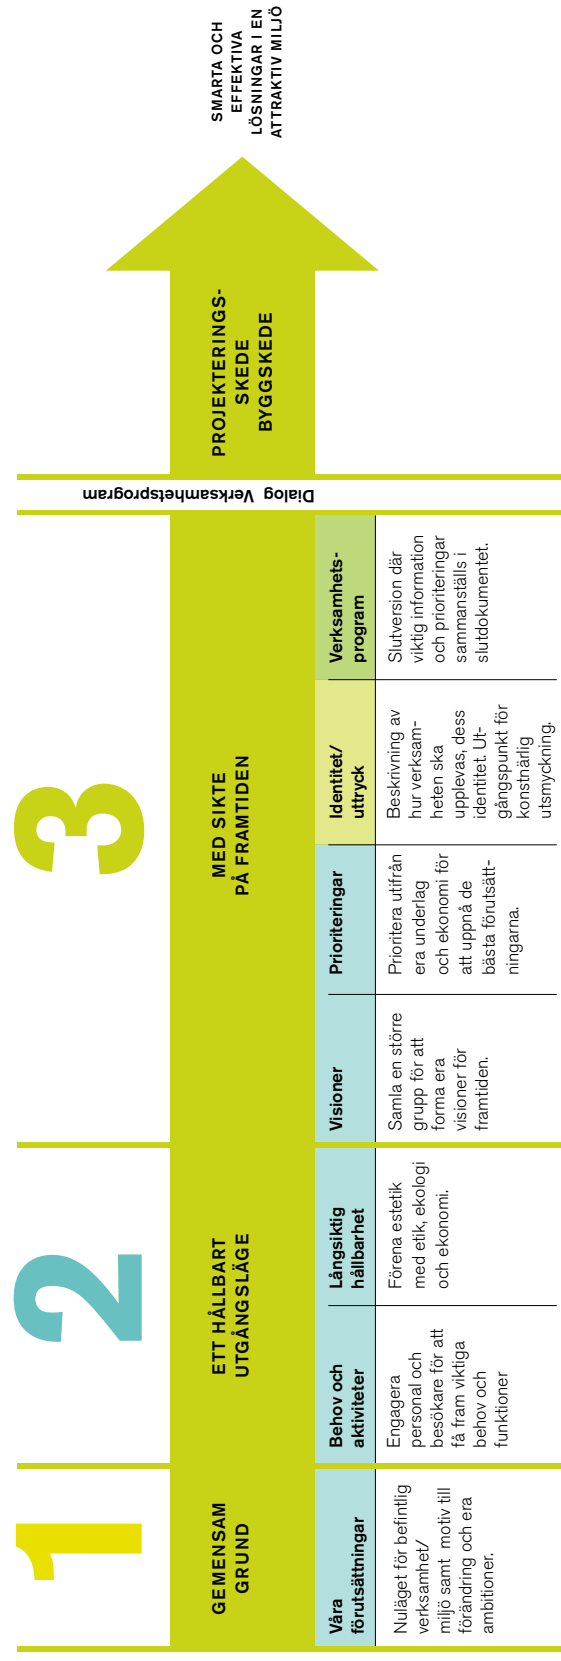 1
GEMENSAM
GRUND
Våra
förutsättningar
Nuläget för befintlig
verksamhet/
miljö samt motiv till
förändring och era
ambitioner.
2
ETT HÅLLBART
UTGÅNGSLÄGE
Behov och
aktiviteter
Engagera
personal och
besökare för att
få fram viktiga
behov och
funktioner
Långsiktig
hållbarhet
Förena estetik
med etik, ekologi
och ekonomi.
3
MED SIKTE
PÅ FRAMTIDEN
Visioner
Samla en större
grupp för att
forma era
visioner för
framtiden.
Prioriteringar
Prioritera utifrån
era underlag
och ekonomi för
att uppnå de
bästa förutsätt-
ningarna.
Identitet/
uttryck
Beskrivning av
hur verksam-
heten ska
upplevas, dess
identitet. Ut-
gångspunkt för
konstnärlig
utsmyckning.
Verksamhets-
program
Slutversion där
viktig information
och prioriteringar
sammanställs i
slutdokumentet.
Dialog Verksamhetsprogram
PROJEKTERINGS-
SKEDE
BYGGSKEDE
SMARTA OCH
EFFEKTIVA
LÖSNINGAR I EN
ATTRAKTIV MILJÖ